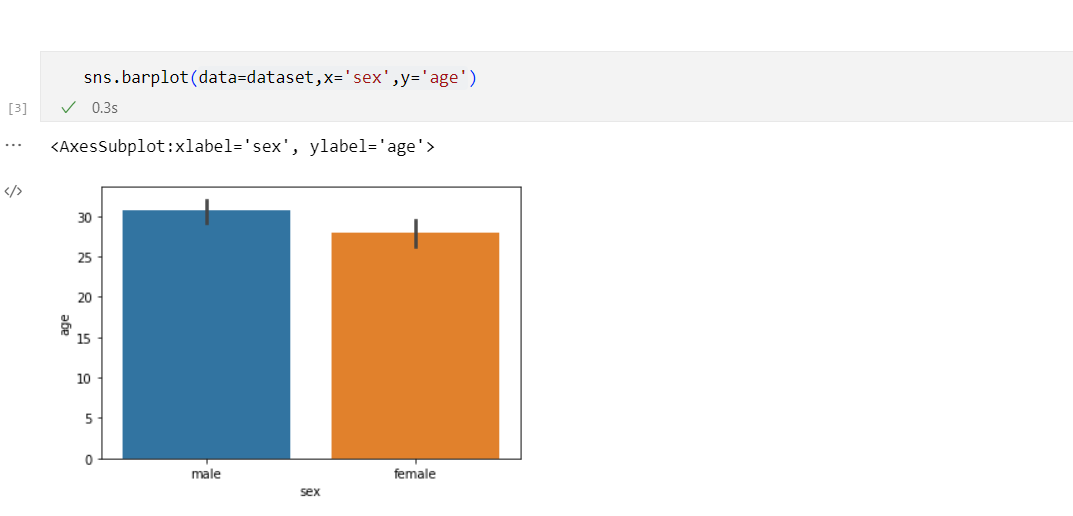 sns.barplot(data=dataset,x='sex',y='age')
[3]
0.3s
...
<AxesSubplot:xlabel='sex', ylabel='age'>
</>
30
25
20
15
10
5
0
age
male female
sex